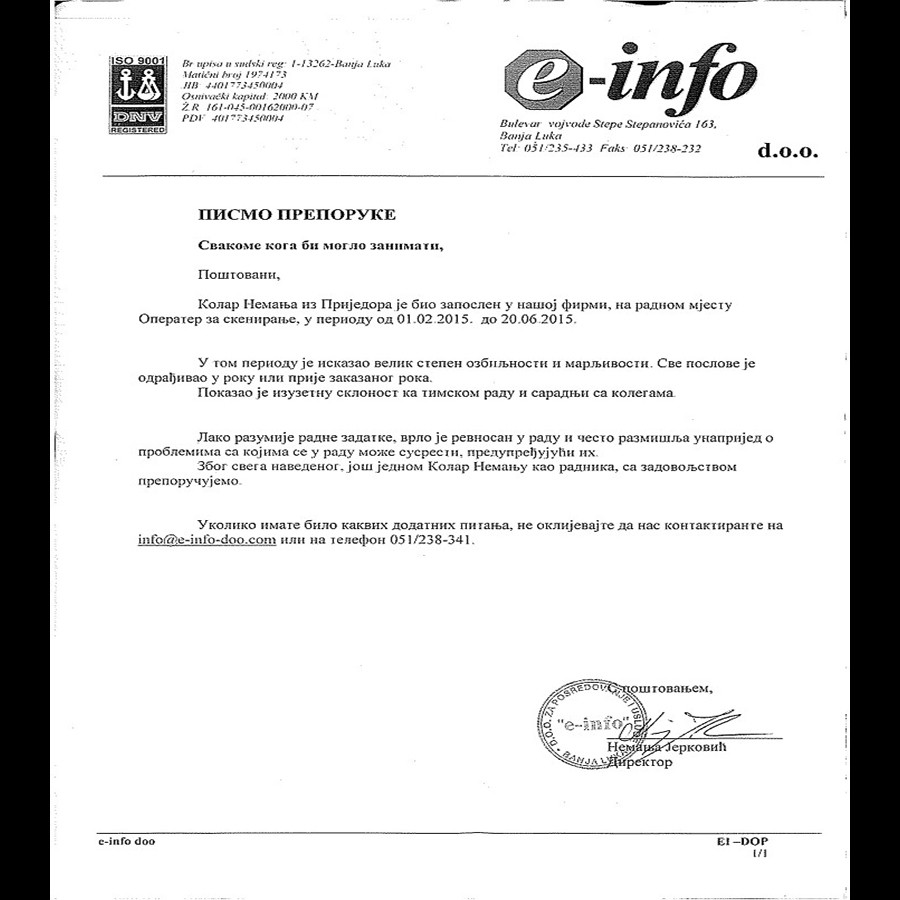 ISO 9001
DNV
REGISTERED
Br upisa u sudski reg: 1-13262-Banja Luka
Matični broj 1974173
JIB 4401773450004
Osnivački kapital: 2000 KM
Ž.R 161-045-00162000-07
PDV 401773450004
e-info
Bulevar vojvode Stepe Stepanovića 163,
Banja Luka
Tel: 051/235-433 Faks: 051/238-232
d.o.o.
ПИСМО ПРЕПОРУКЕ
Свакоме кога би могло занимати,
Поштовани,
Колар Немања из Приједора је био запослен у нашој фирми, на радном мјесту
Оператер за скенирање, у периоду од 01.02.2015. до 20.06.2015.
У том периоду је исказао велик степен озбиљности и марљивости. Све послове је
одрађивао у року или прије заказаног рока.
Показао је изузетну склоност ка тимском раду и сарадњи са колегама.
Лако разумије радне задатке, врло је ревносан у раду и често размишља унапријед о
проблемима са којима се у раду може сусрести, предупређујући их.
Због свега наведеног, још једном Колар Немању као радника, са задовољством
препоручујемо.
Уколико имате било каквих додатних питања, не оклијевајте да нас контактирате на
info@e-info-doo.com или на телефон 051/238-341.
С поштовањем,
D.O.O. ZA POSREDOVANJE I USLUGE
"e-info"
BANJA LUKA
Немања Јерковић
Директор
e-info doo
EI –DOP
1/1